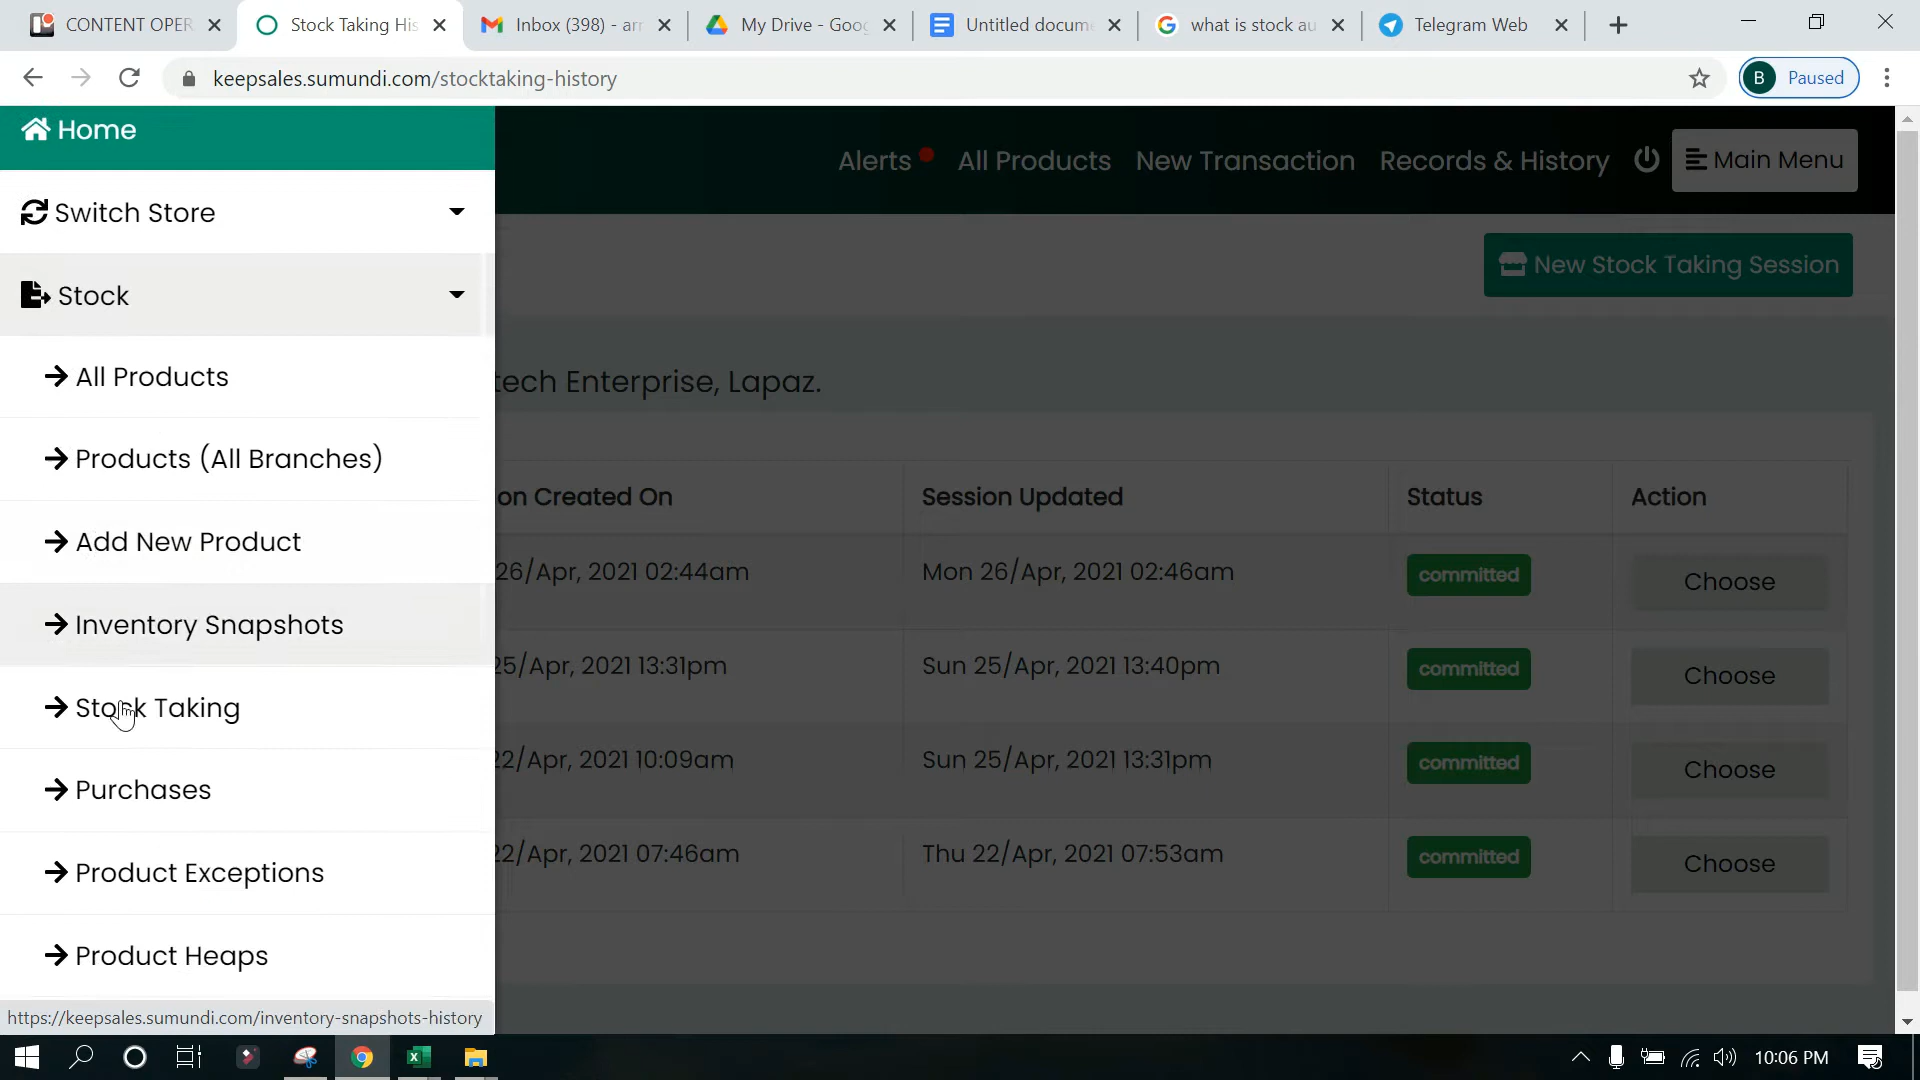 CONTENT OPER
Stock Taking His
Inbox (398) - arr
My Drive - Goog
Untitled docume
what is stock au
Telegram Web
keepsales.sumundi.com/stocktaking-history
B Paused
Home
Alerts All Products New Transaction Records & History Main Menu
Switch Store
New Stock Taking Session
Stock
All Products
tech Enterprise, Lapaz.
Products (All Branches)
on Created On Session Updated Status Action
Add New Product
26/Apr, 2021 02:44am Mon 26/Apr, 2021 02:46am committed Choose
Inventory Snapshots
25/Apr, 2021 13:31pm Sun 25/Apr, 2021 13:40pm committed Choose
Stock Taking
22/Apr, 2021 10:09am Sun 25/Apr, 2021 13:31pm committed Choose
Purchases
22/Apr, 2021 07:46am Thu 22/Apr, 2021 07:53am committed Choose
Product Exceptions
Product Heaps
https://keepsales.sumundi.com/inventory-snapshots-history
10:06 PM